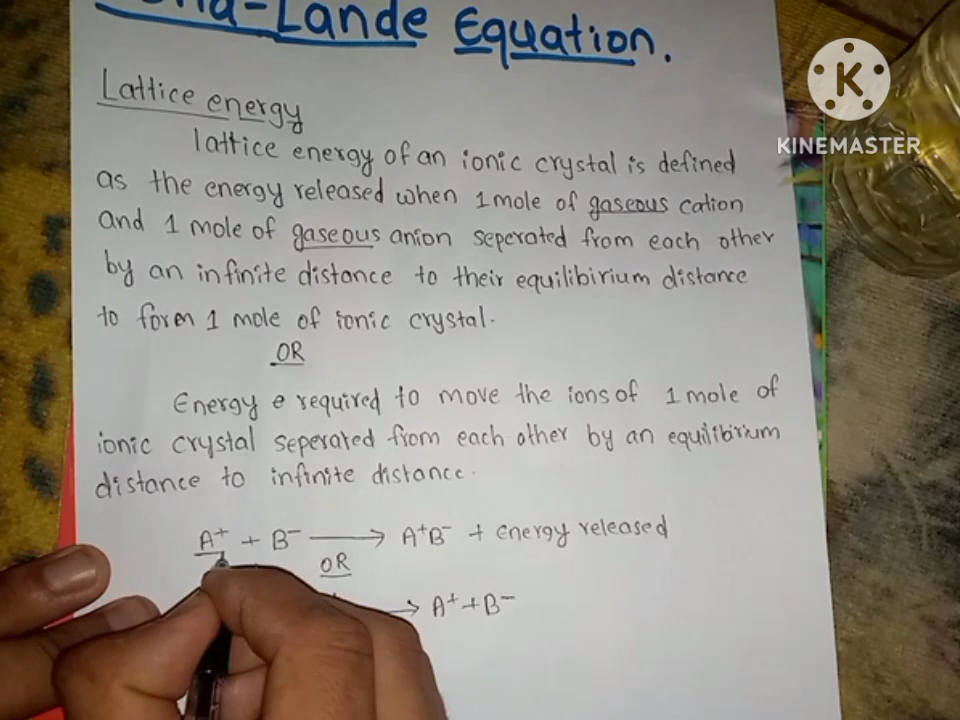 -Lande Equation.
K
KINEMASTER
Lattice energy
lattice energy of an ionic crystal is defined
as the energy released when 1 mole of gaseous cation
and 1 mole of gaseous anion seperated from each other
by an infinite distance to their equilibirium distance
to form 1 mole of ionic crystal.
OR
Energy e required to move the ions of 1 mole of
ionic crystal seperated from each other by an equilibirium
distance to infinite distance.
A⁺ + B⁻ → A⁺B⁻ + energy released
OR
→ A⁺ + B⁻